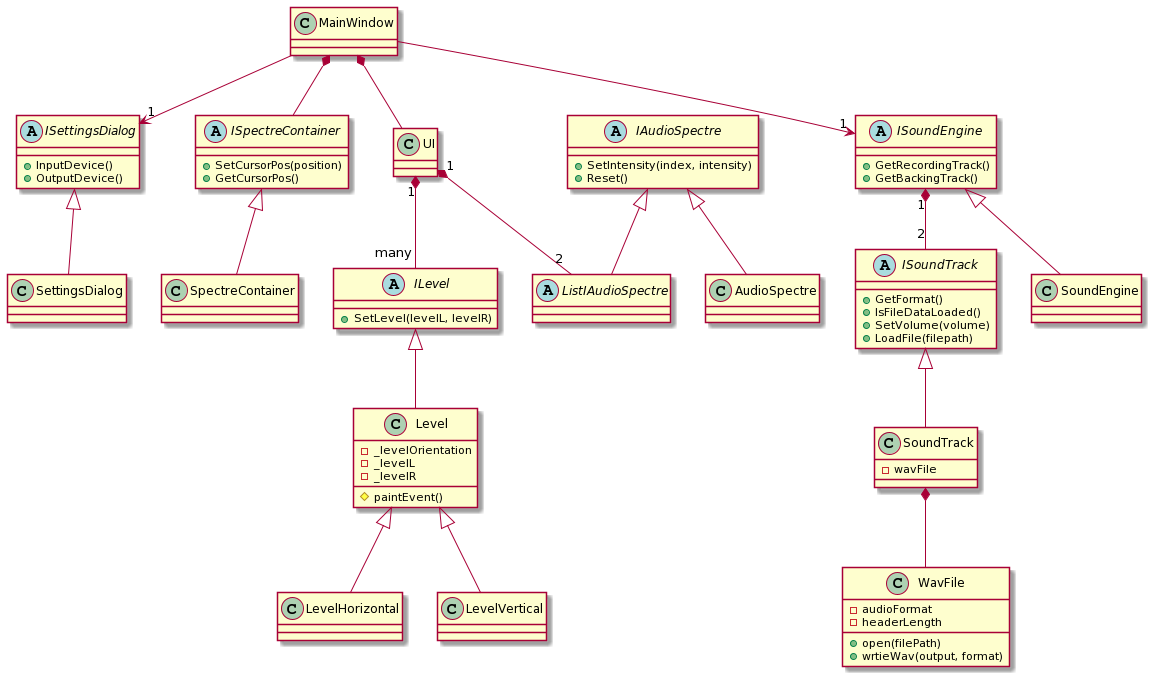 C MainWindow
1
1
A ISettingsDialog
InputDevice()
OutputDevice()
A ISpectreContainer
SetCursorPos(position)
GetCursorPos()
C UI
A IAudioSpectre
SetIntensity(index, intensity)
Reset()
A ISoundEngine
GetRecordingTrack()
GetBackingTrack()
1
1
1
many
2
2
C SettingsDialog
C SpectreContainer
A ILevel
SetLevel(levelL, levelR)
A ListIAudioSpectre
C AudioSpectre
A ISoundTrack
GetFormat()
IsFileDataLoaded()
SetVolume(volume)
LoadFile(filepath)
C SoundEngine
C Level
_levelOrientation
_levelL
_levelR
paintEvent()
C SoundTrack
wavFile
C LevelHorizontal
C LevelVertical
C WavFile
audioFormat
headerLength
open(filePath)
wrtieWav(output, format)